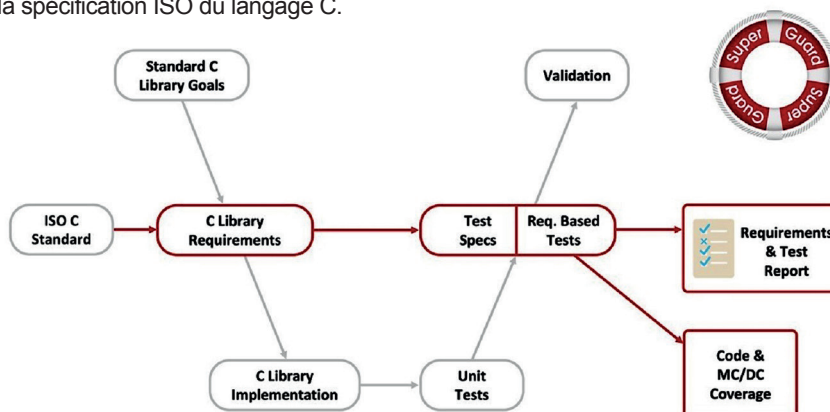 la spécification ISO du langage C.
Standard C
Library Goals
Validation
Super Guard
Super Guard
ISO C
Standard
C Library
Requirements
Test
Specs
Req. Based
Tests
Requirements
& Test
Report
C Library
Implementation
Unit
Tests
Code &
MC/DC
Coverage